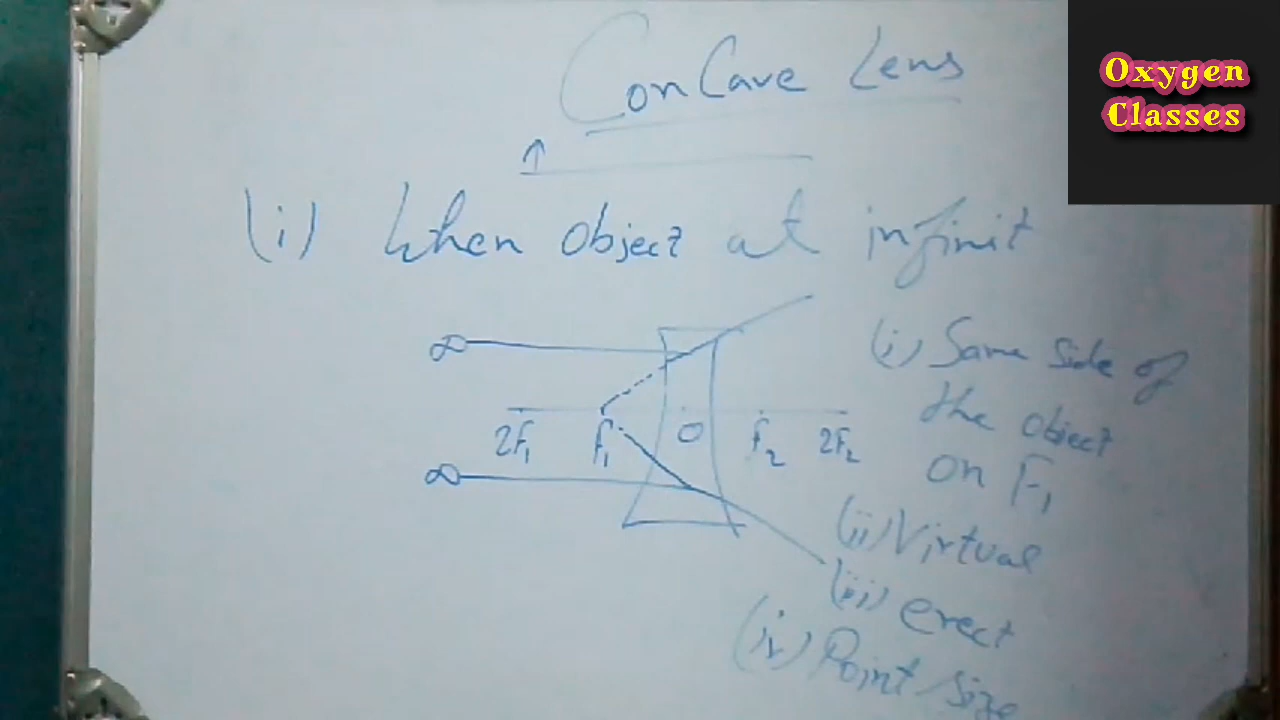 Concave Lens
Oxygen
Classes
(i) When object at infinit
∞
∞
2F₁ F₁ O F₂ 2F₂
(i) Same side of
the object
on F₁
(ii) Virtual
(iii) erect
(iv) Point size